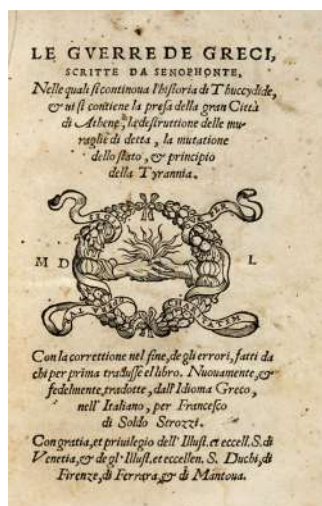 LE GVERRE DE GRECI,
SCRITTE DA SENOPHONTE,
Nelle quali si continoua l'historia di Thuccydide,
& ui si contiene la presa della gran Città
di Athene, la destruttione delle mu-
raglie di detta, la mutatione
dello stato, & principio
della Tyrannia.
M D L
Con la correttione nel fine, de gli errori, fatti da
chi per prima tradusse el libro. Nuouamente, &
fedelmente, tradotte, dall'Idioma Greco,
nell'Italiano, per Francesco
di Soldo Strozzi.
Con gratia, et priuilegio dell'Illust. et eccell. S. di
Venetia, & de gl'Illust. et eccellen. S. Duchi, di
Firenze, di Ferrara, & di Mantoua.